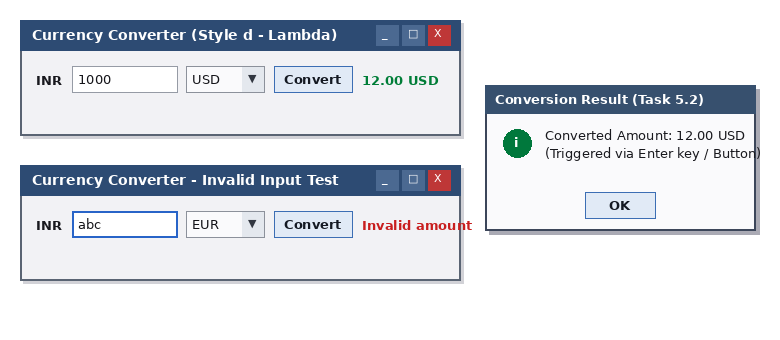 Currency Converter (Style d - Lambda) _ □ X
INR 1000 USD ▼ Convert 12.00 USD
Currency Converter - Invalid Input Test _ □ X
INR abc EUR ▼ Convert Invalid amount
Conversion Result (Task 5.2)
i Converted Amount: 12.00 USD
(Triggered via Enter key / Button)
OK